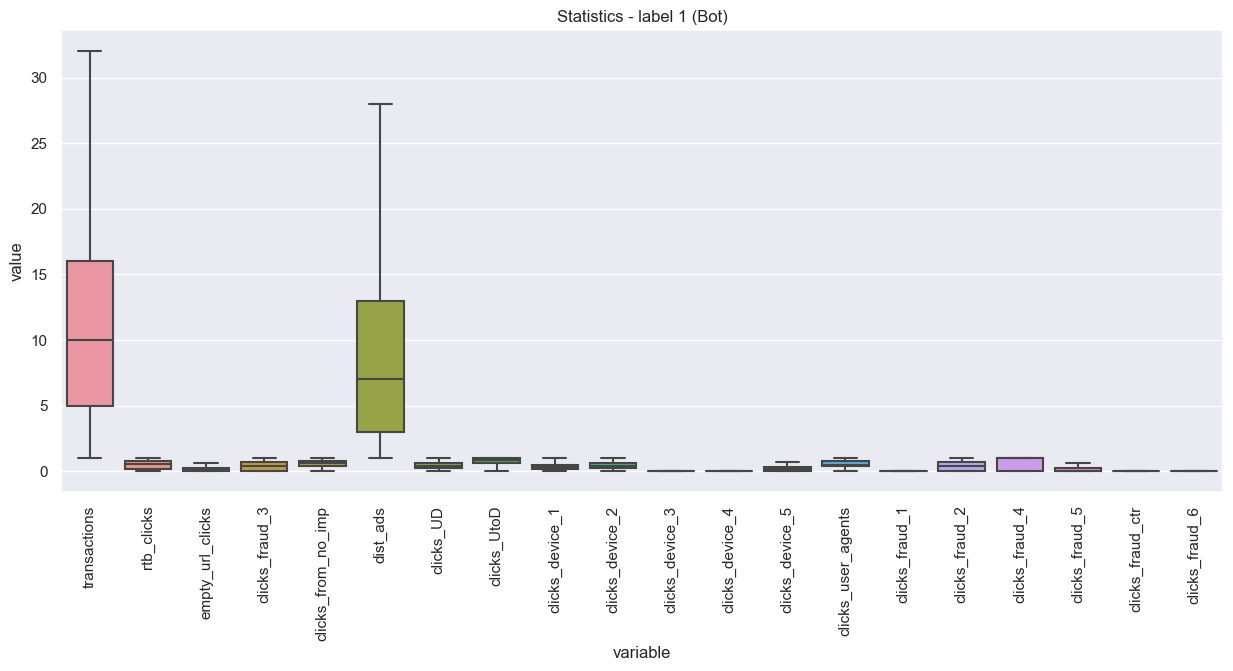 Statistics - label 1 (Bot)
value
30
25
20
15
10
5
0
transactions
rtb_clicks
empty_url_clicks
clicks_fraud_3
clicks_from_no_imp
dist_ads
clicks_UD
clicks_UtoD
clicks_device_1
clicks_device_2
clicks_device_3
clicks_device_4
clicks_device_5
clicks_user_agents
clicks_fraud_1
clicks_fraud_2
clicks_fraud_4
clicks_fraud_5
clicks_fraud_ctr
clicks_fraud_6
variable